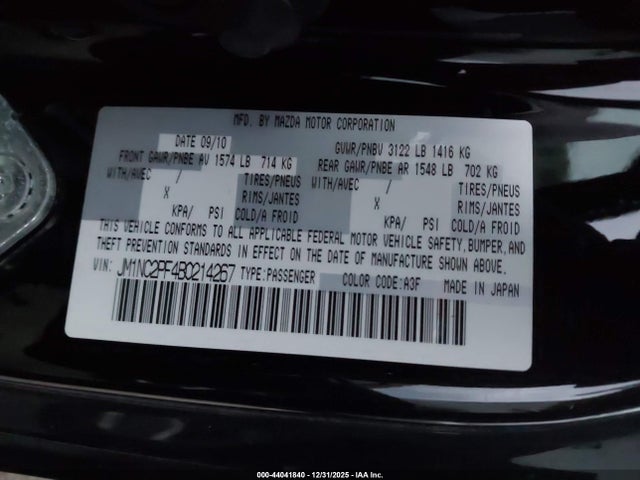 MFD. BY MAZDA MOTOR CORPORATION
DATE 09/10 GVWR/PNBV 3122 LB 1416 KG
FRONT GAWR/PNBE AV 1574 LB 714 KG REAR GAWR/PNBE AR 1548 LB 702 KG
WITH/AVEC / TIRES/PNEUS WITH/AVEC / TIRES/PNEUS
X RIMS/JANTES X RIMS/JANTES
KPA/ PSI COLD/A FROID KPA/ PSI COLD/A FROID
THIS VEHICLE CONFORMS TO ALL APPLICABLE FEDERAL MOTOR VEHICLE SAFETY, BUMPER, AND
THEFT PREVENTION STANDARDS IN EFFECT ON THE DATE OF MANUFACTURE SHOWN ABOVE.
VIN: JM1NC2PF4B0214267 TYPE:PASSENGER COLOR CODE:A3F MADE IN JAPAN
000-44041840 - 12/31/2025 - IAA Inc.